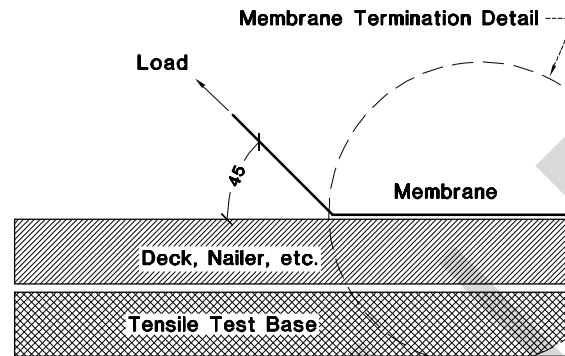 Membrane Termination Detail
Load
45
Membrane
Deck, Nailer, etc.
Tensile Test Base